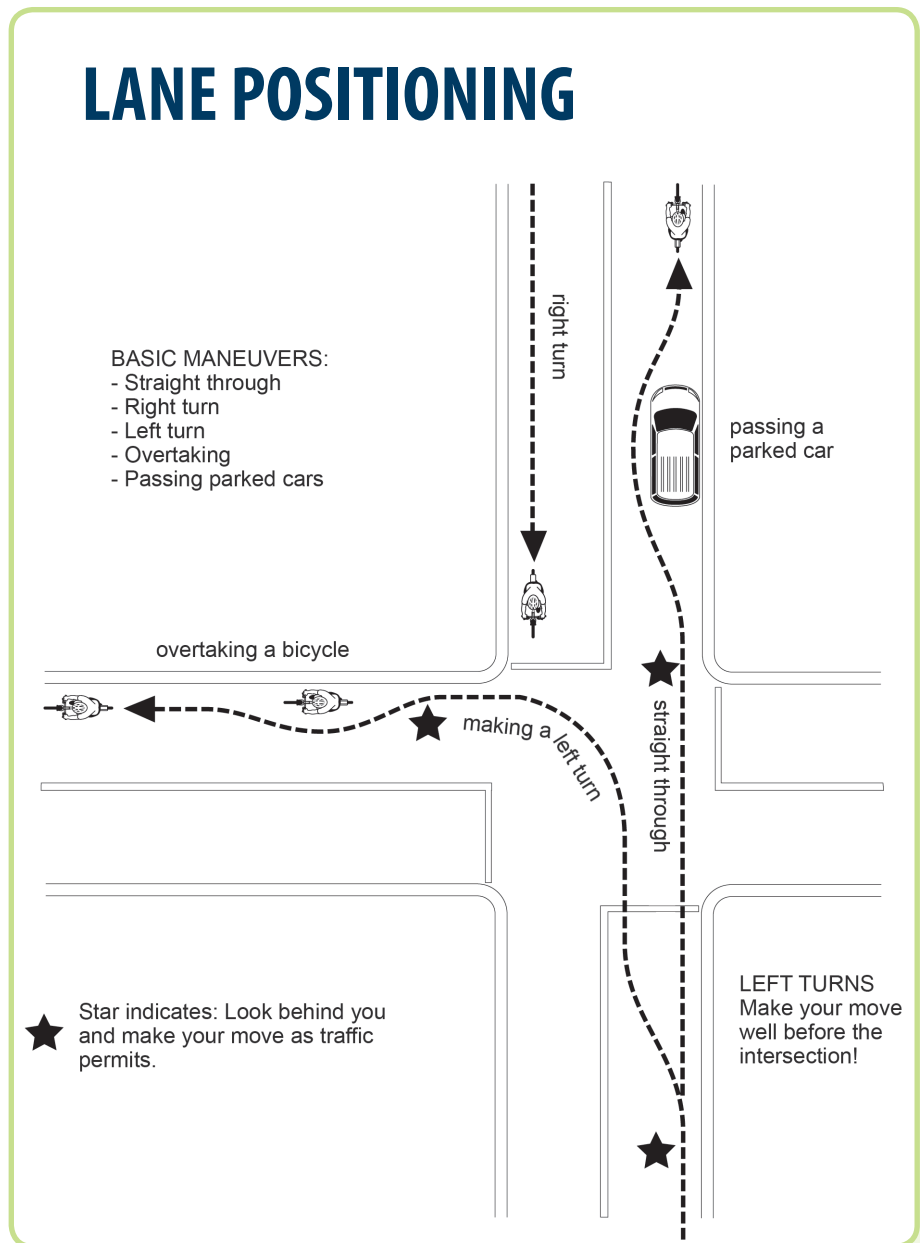 LANE POSITIONING
right turn
BASIC MANEUVERS:
- Straight through
- Right turn
- Left turn
- Overtaking
- Passing parked cars
passing a
parked car
overtaking a bicycle
making a left turn
straight through
Star indicates: Look behind you
and make your move as traffic
permits.
LEFT TURNS
Make your move
well before the
intersection!